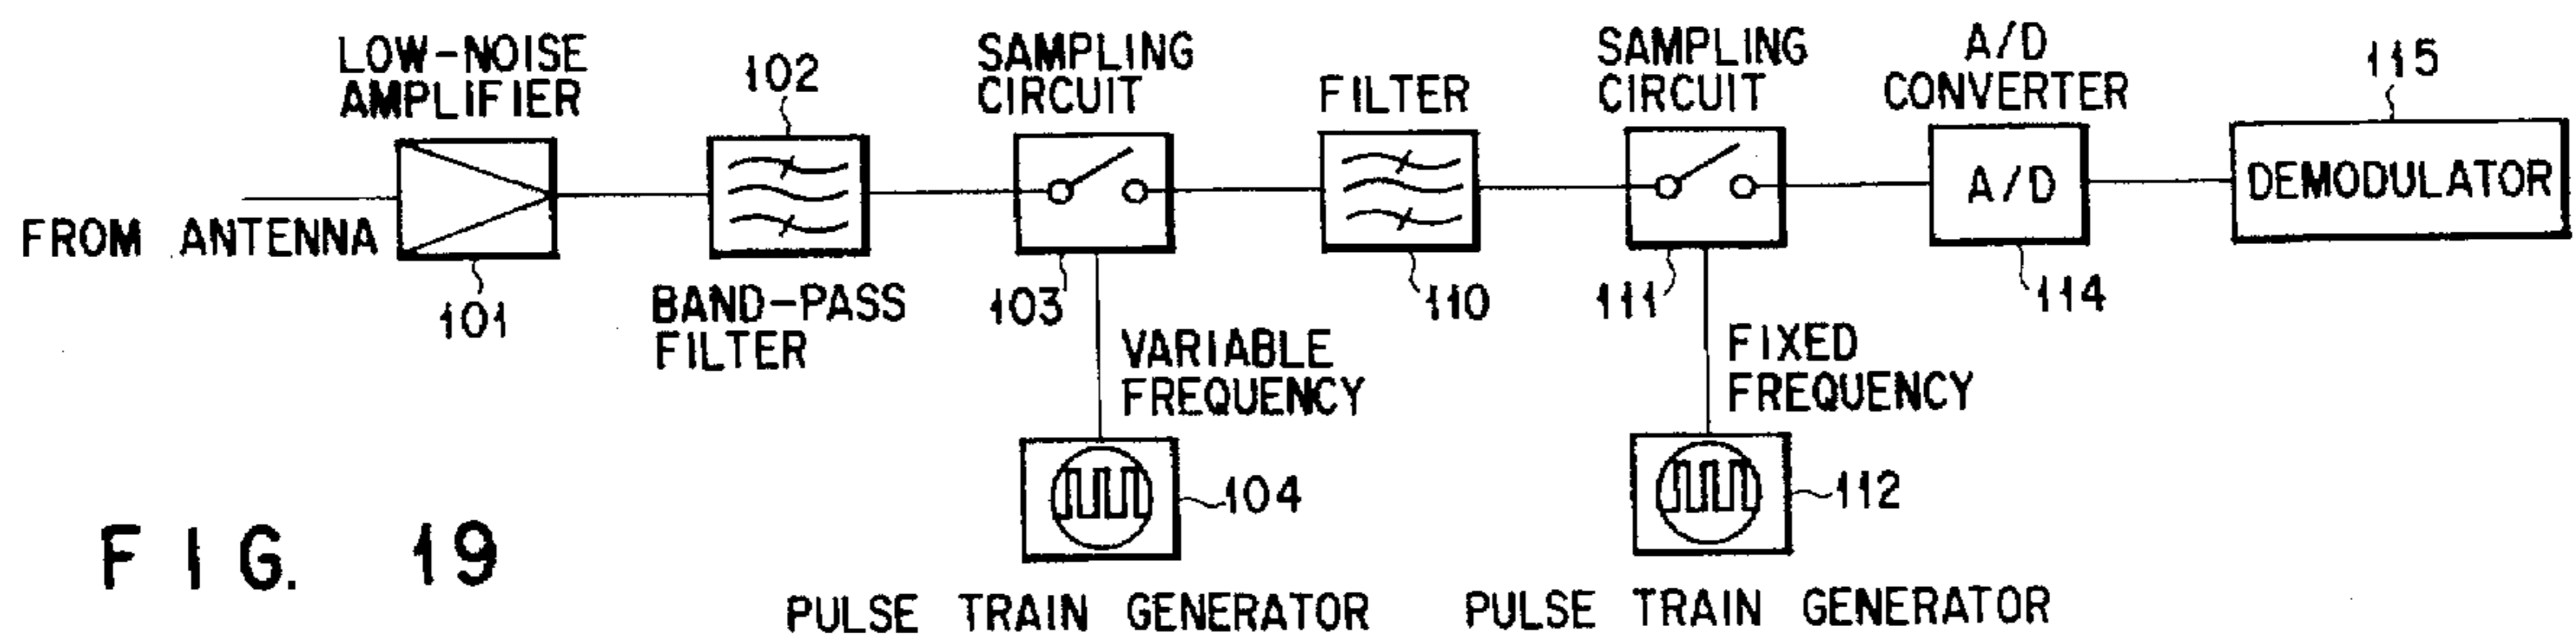 LOW-NOISE
AMPLIFIER
102
SAMPLING
CIRCUIT
FILTER
SAMPLING
CIRCUIT
A/D
CONVERTER
115
FROM ANTENNA
A/D
DEMODULATOR
101
BAND-PASS
FILTER
103
110
111
114
VARIABLE
FREQUENCY
FIXED
FREQUENCY
104
112
FIG. 19
PULSE TRAIN GENERATOR
PULSE TRAIN GENERATOR